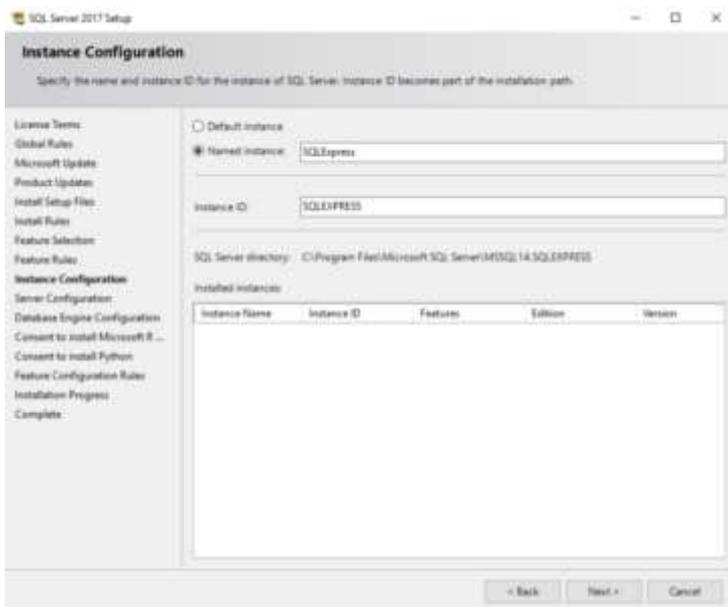 SQL Server 2017 Setup
Instance Configuration
Specify the name and instance ID for the instance of SQL Server. Instance ID becomes part of the installation path.
License Terms
Global Rules
Microsoft Update
Product Updates
Install Setup Files
Install Rules
Feature Selection
Feature Rules
Instance Configuration
Server Configuration
Database Engine Configuration
Consent to install Microsoft R ...
Consent to install Python
Feature Configuration Rules
Installation Progress
Complete
Default instance
Named instance: SQLExpress
Instance ID: SQLEXPRESS
SQL Server directory: C:\Program Files\Microsoft SQL Server\MSSQL14.SQLEXPRESS
Installed instances:
Instance Name Instance ID Features Edition Version
< Back Next > Cancel